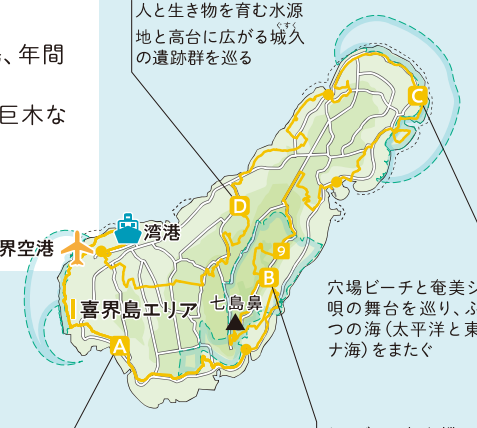 人と生き物を育む水源
地と高台に広がる城久
ぐすく
の遺跡群を巡る
、年間
巨木な
C
D
湾港
界空港
9
B
喜界島エリア
七島鼻
A
穴場ビーチと奄美シ
唄の舞台を巡り、ふ
つの海(太平洋と東
ナ海)をまたぐ